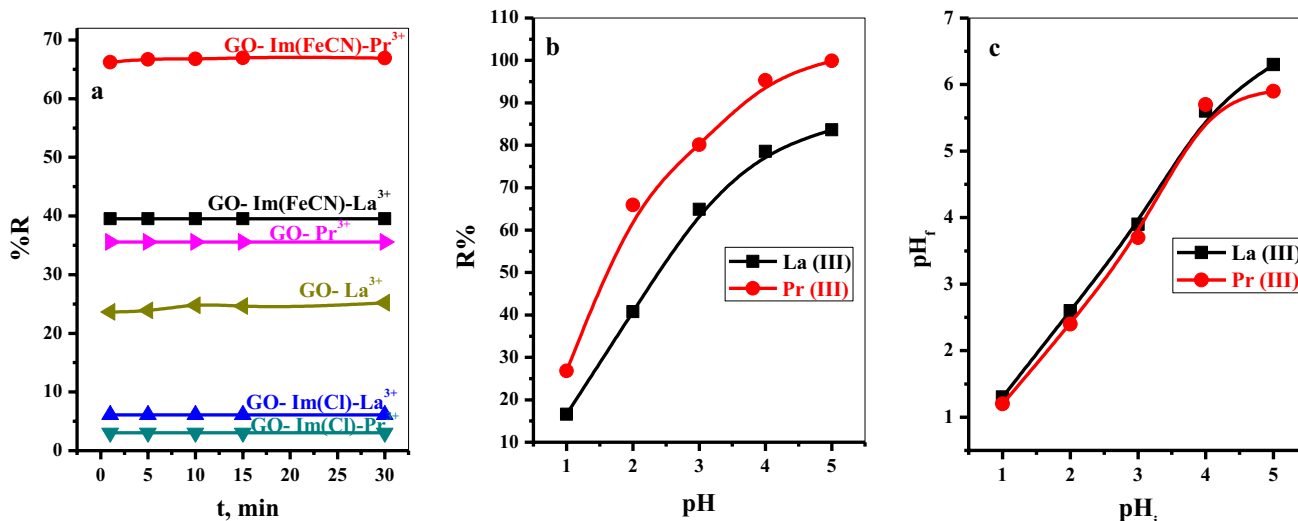 70
60
50
40
30
20
10
0
%R
a
GO- Im(FeCN)-Pr3+
GO- Im(FeCN)-La3+
GO- Pr3+
GO- La3+
GO- Im(Cl)-La3+
GO- Im(Cl)-Pr3+
0 5 10 15 20 25 30
t, min
b
100
90
80
70
60
50
40
30
20
10
R%
La (III)
Pr (III)
1 2 3 4 5
pH
c
7
6
5
4
3
2
1
pHf
La (III)
Pr (III)
1 2 3 4 5
pHi